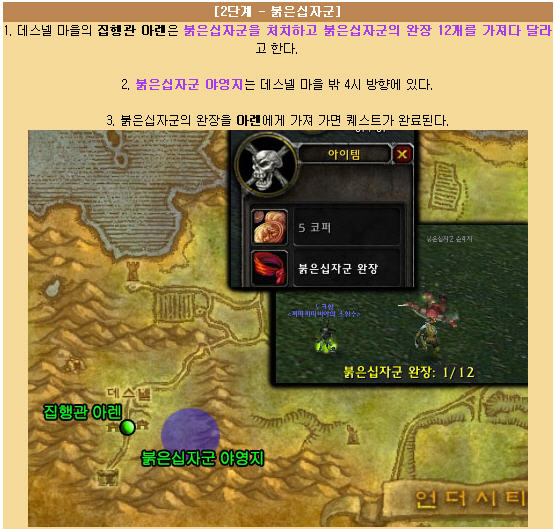 [2단계 - 붉은십자군]
1. 데스넬 마을의 집행관 아렌은 붉은십자군을 처치하고 붉은십자군의 완장 12개를 가져다 달라
고 한다.
2. 붉은십자군 야영지는 데스넬 마을 밖 4시 방향에 있다.
3. 붉은십자군의 완장을 아렌에게 가져 가면 퀘스트가 완료된다.
아이템
5 코퍼
붉은십자군 완장
붉은십자군 완장: 1/12
데스넬
집행관 아렌
붉은십자군 야영지
언더시티